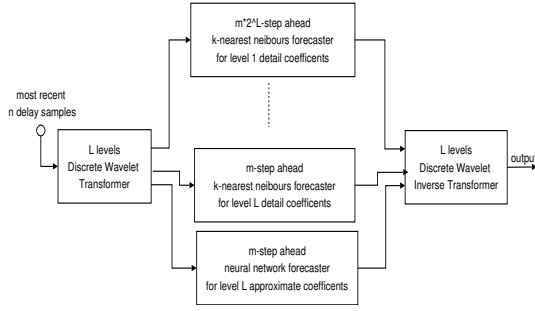 m*2^L-step ahead
k-nearest neibours forecaster
for level 1 detail coefficents
most recent
n delay samples
L levels
Discrete Wavelet
Transformer
m-step ahead
k-nearest neibours forecaster
for level L detail coefficents
L levels
Discrete Wavelet
Inverse Transformer
output
m-step ahead
neural network forecaster
for level L approximate coefficents